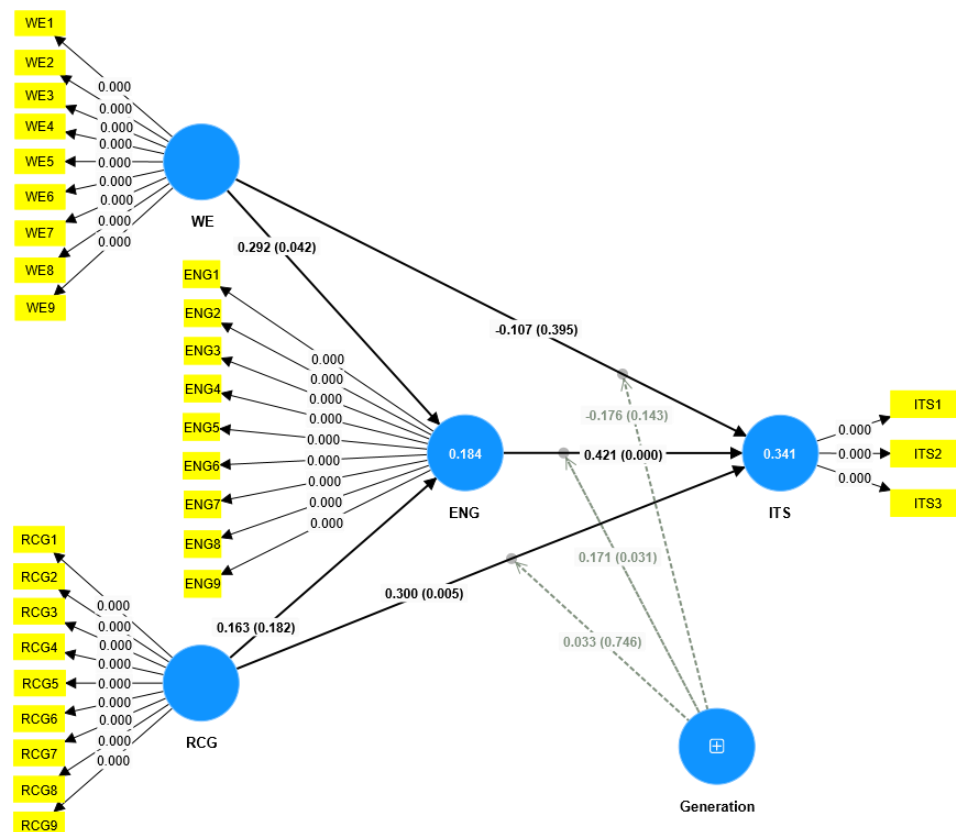 WE1
WE2
WE3
WE4
WE5
WE6
WE7
WE8
WE9
0.000
0.000
0.000
0.000
0.000
0.000
0.000
0.000
0.000
WE
0.292 (0.042)
-0.107 (0.395)
ENG1
ENG2
ENG3
ENG4
ENG5
ENG6
ENG7
ENG8
ENG9
0.000
0.000
0.000
0.000
0.000
0.000
0.000
0.000
0.000
0.184
ENG
-0.176 (0.143)
0.421 (0.000)
0.341
ITS
0.000
0.000
0.000
ITS1
ITS2
ITS3
0.171 (0.031)
0.300 (0.005)
0.163 (0.182)
0.033 (0.746)
RCG1
RCG2
RCG3
RCG4
RCG5
RCG6
RCG7
RCG8
RCG9
0.000
0.000
0.000
0.000
0.000
0.000
0.000
0.000
0.000
RCG
Generation